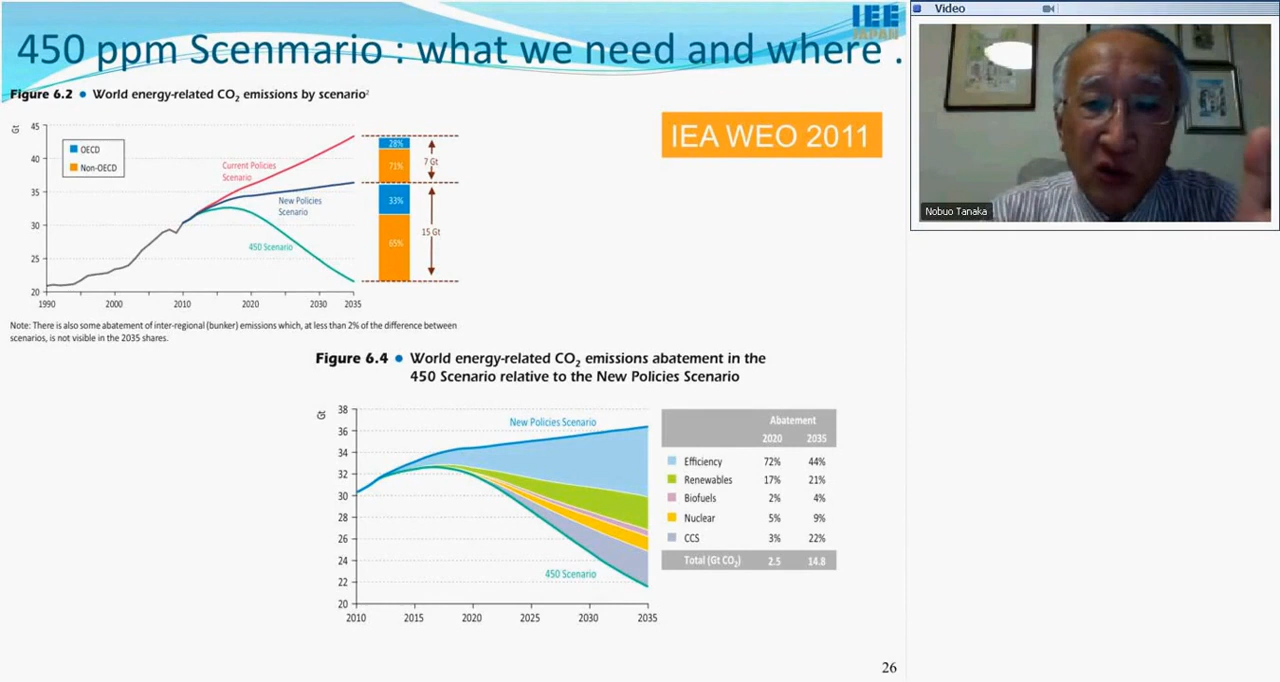 IEE
JAPAN
450 ppm Scenmario : what we need and where .
Figure 6.2 • World energy-related CO2 emissions by scenario2
IEA WEO 2011
Gt
45
40
35
30
25
20
1990
2000
2010
2020
2030
2035
OECD
Non-OECD
Current Policies
Scenario
New Policies
Scenario
450 Scenario
28%
71%
33%
65%
7 Gt
15 Gt
Note: There is also some abatement of inter-regional (bunker) emissions which, at less than 2% of the difference between
scenarios, is not visible in the 2035 shares.
Figure 6.4 • World energy-related CO2 emissions abatement in the
450 Scenario relative to the New Policies Scenario
Gt
38
36
34
32
30
28
26
24
22
20
2010
2015
2020
2025
2030
2035
New Policies Scenario
450 Scenario
Abatement
2020 2035
Efficiency 72% 44%
Renewables 17% 21%
Biofuels 2% 4%
Nuclear 5% 9%
CCS 3% 22%
Total (Gt CO2) 2.5 14.8
26
Video
Nobuo Tanaka